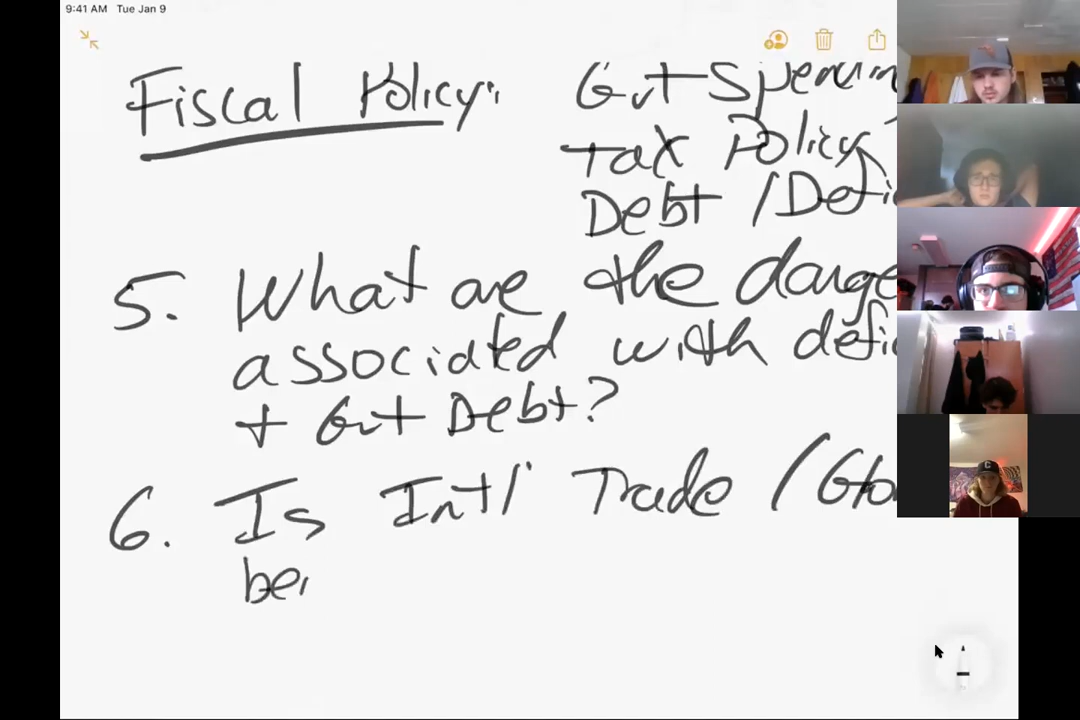 9:41 AM Tue Jan 9
Fiscal Policy: Gvt Spendin
Tax Policy
Debt / Defi
5. What are the dange
associated with defi
+ Gvt Debt?
6. Is Int'l Trade / Glo
be
C